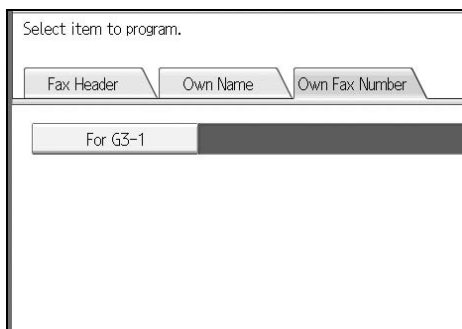 Select item to program.
Fax Header Own Name Own Fax Number
For G3-1